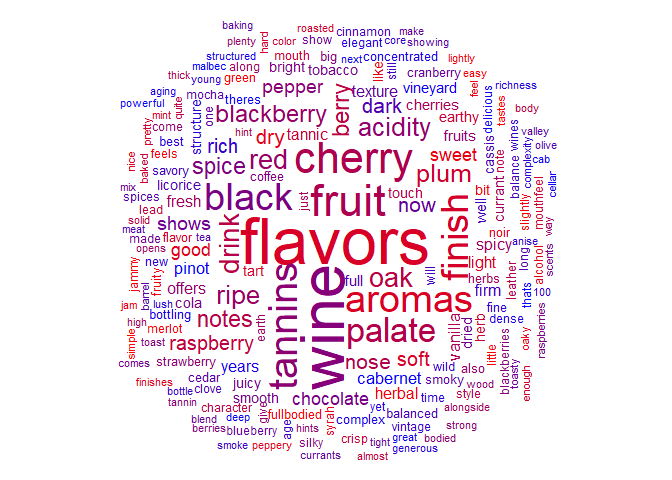 baking
roasted
cinnamon
make
plenty
hard
color
show
elegant
core
showing
structured
next
malbec
along
mouth
big
concentrated
lightly
thick
young
green
bright
tobacco
like
still
cranberry
easy
aging
mocha
theres
pepper
texture
vineyard
feel
richness
powerful
mint
quite
one
structure
blackberry
berry
dark
cherries
tastes
body
pretty
come
hint
tannic
acidity
earthy
cassis
delicious
wines
valley
best
rich
dry
fruits
balance
olive
nice
baked
feels
spice
red
cherry
sweet
note
complexity
cab
savory
coffee
plum
currant
mouthfeel
cellar
mix
licorice
black
just
fruit
touch
bit
slightly
way
spices
fresh
now
well
meat
lead
solid
shows
drink
flavors
finish
spicy
noir
made
flavor
tea
good
will
long
anise
scents
opens
new
pinot
tart
full
oak
light
herbs
leather
alcohol
thats
jammy
fruity
offers
tannins
wine
aromas
firm
100
barrel
lush
cola
ripe
fine
jam
bottling
notes
earth
palate
vanilla
dried
herb
dense
high
merlot
raspberry
nose
soft
little
blackberries
toasty
oaky
raspberries
simple
toast
comes
strawberry
years
wild
also
enough
finishes
cedar
juicy
cabernet
smoky
wood
bottle
clove
smooth
chocolate
herbal
time
style
tannin
character
give
fullbodied
yet
balanced
alongside
blend
deep
age
hints
syrah
complex
vintage
strong
berries
blueberry
crisp
tight
great
bodied
smoke
peppery
silky
generous
currants
almost